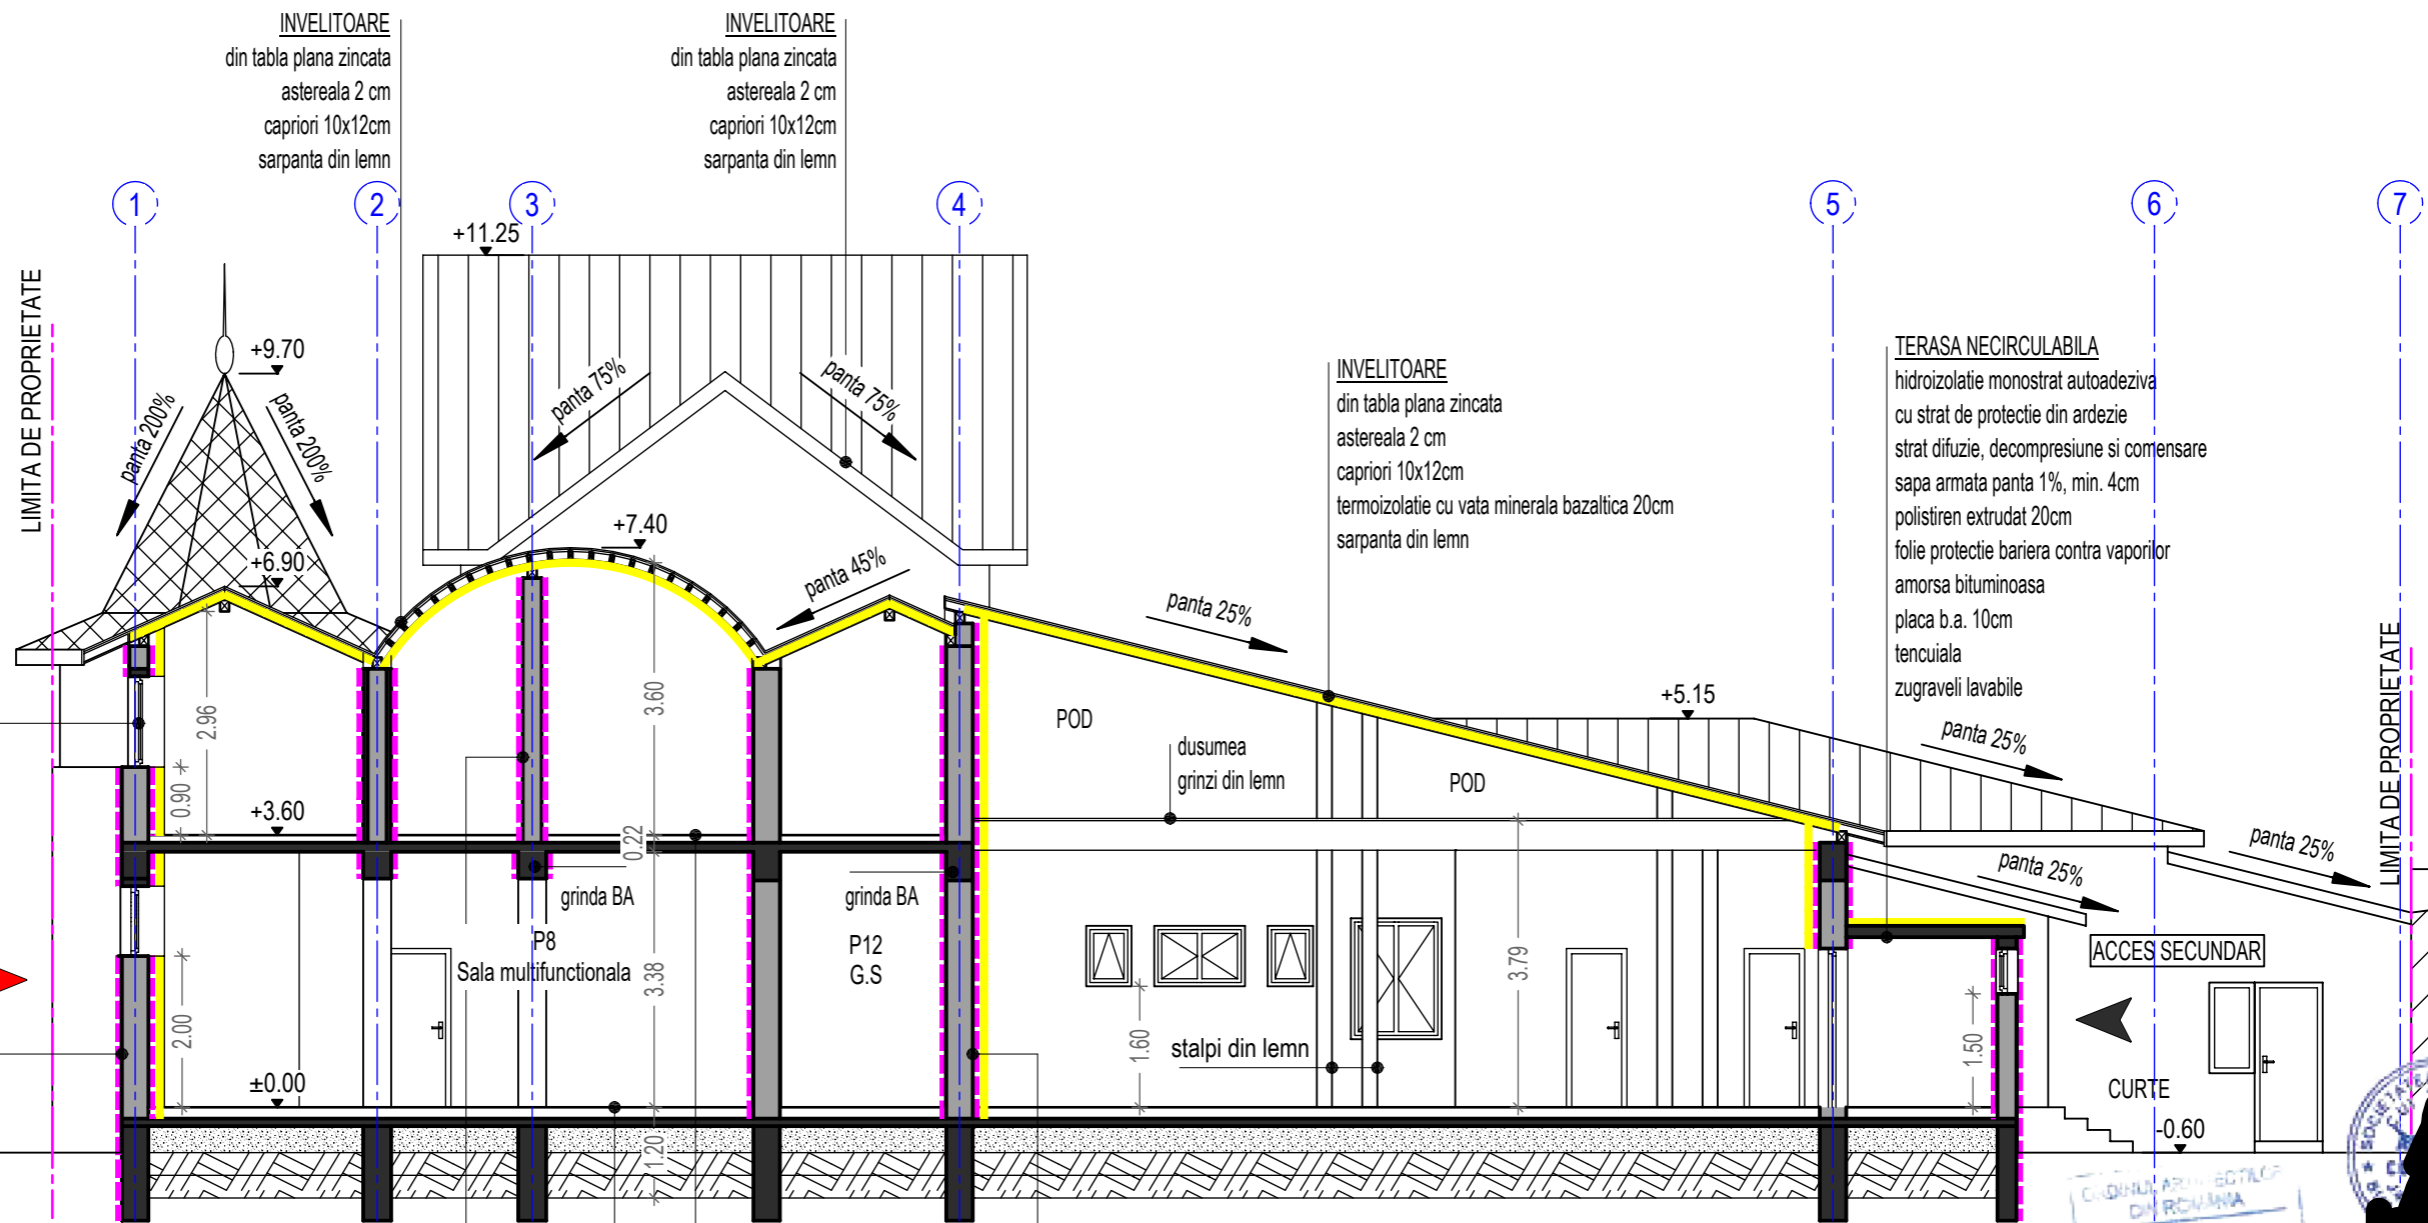 INVELITOARE
din tabla plana zincata
astereala 2 cm
capriori 10x12cm
sarpanta din lemn
INVELITOARE
din tabla plana zincata
astereala 2 cm
capriori 10x12cm
sarpanta din lemn
1
2
3
4
5
6
7
+11.25
LIMITA DE PROPRIETATE
+9.70
panta 200%
panta 200%
panta 75%
panta 75%
INVELITOARE
din tabla plana zincata
astereala 2 cm
capriori 10x12cm
termoizolatie cu vata minerala bazaltica 20cm
sarpanta din lemn
TERASA NECIRCULABILA
hidroizolatie monostrat autoadeziva
cu strat de protectie din ardezie
strat difuzie, decompresiune si comensare
sapa armata panta 1%, min. 4cm
polistiren extrudat 20cm
folie protectie bariera contra vaporilor
amorsa bituminoasa
placa b.a. 10cm
tencuiala
zugraveli lavabile
+7.40
+6.90
panta 45%
panta 25%
LIMITA DE PROPRIETATE
2.96
3.60
POD
+5.15
panta 25%
dusumea
grinzi din lemn
POD
0.90
+3.60
0.22
panta 25%
panta 25%
grinda BA
grinda BA
P8
Sala multifunctionala
P12
G.S
3.38
3.79
ACCES SECUNDAR
2.00
1.60
stalpi din lemn
1.50
±0.00
CURTE
-0.60
1.20
DIN ROMANIA